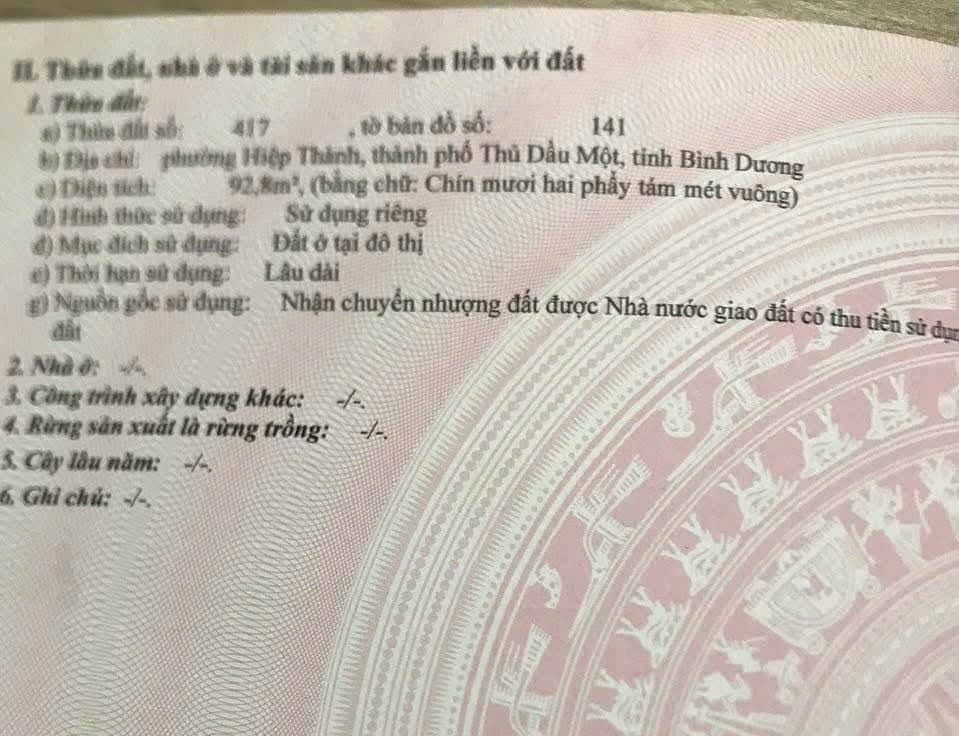 II. Thửa đất, nhà ở và tài sản khác gắn liền với đất
1. Thửa đất:
a) Thửa đất số: 417 , tờ bản đồ số: 141
b) Địa chỉ: phường Hiệp Thành, thành phố Thủ Dầu Một, tỉnh Bình Dương
c) Diện tích: 92,8m², (bằng chữ: Chín mươi hai phẩy tám mét vuông)
d) Hình thức sử dụng: Sử dụng riêng
đ) Mục đích sử dụng: Đất ở tại đô thị
e) Thời hạn sử dụng: Lâu dài
g) Nguồn gốc sử dụng: Nhận chuyển nhượng đất được Nhà nước giao đất có thu tiền sử dụn
đất
2. Nhà ở: -/-.
3. Công trình xây dựng khác: -/-.
4. Rừng sản xuất là rừng trồng: -/-.
5. Cây lâu năm: -/-.
6. Ghi chú: -/-.